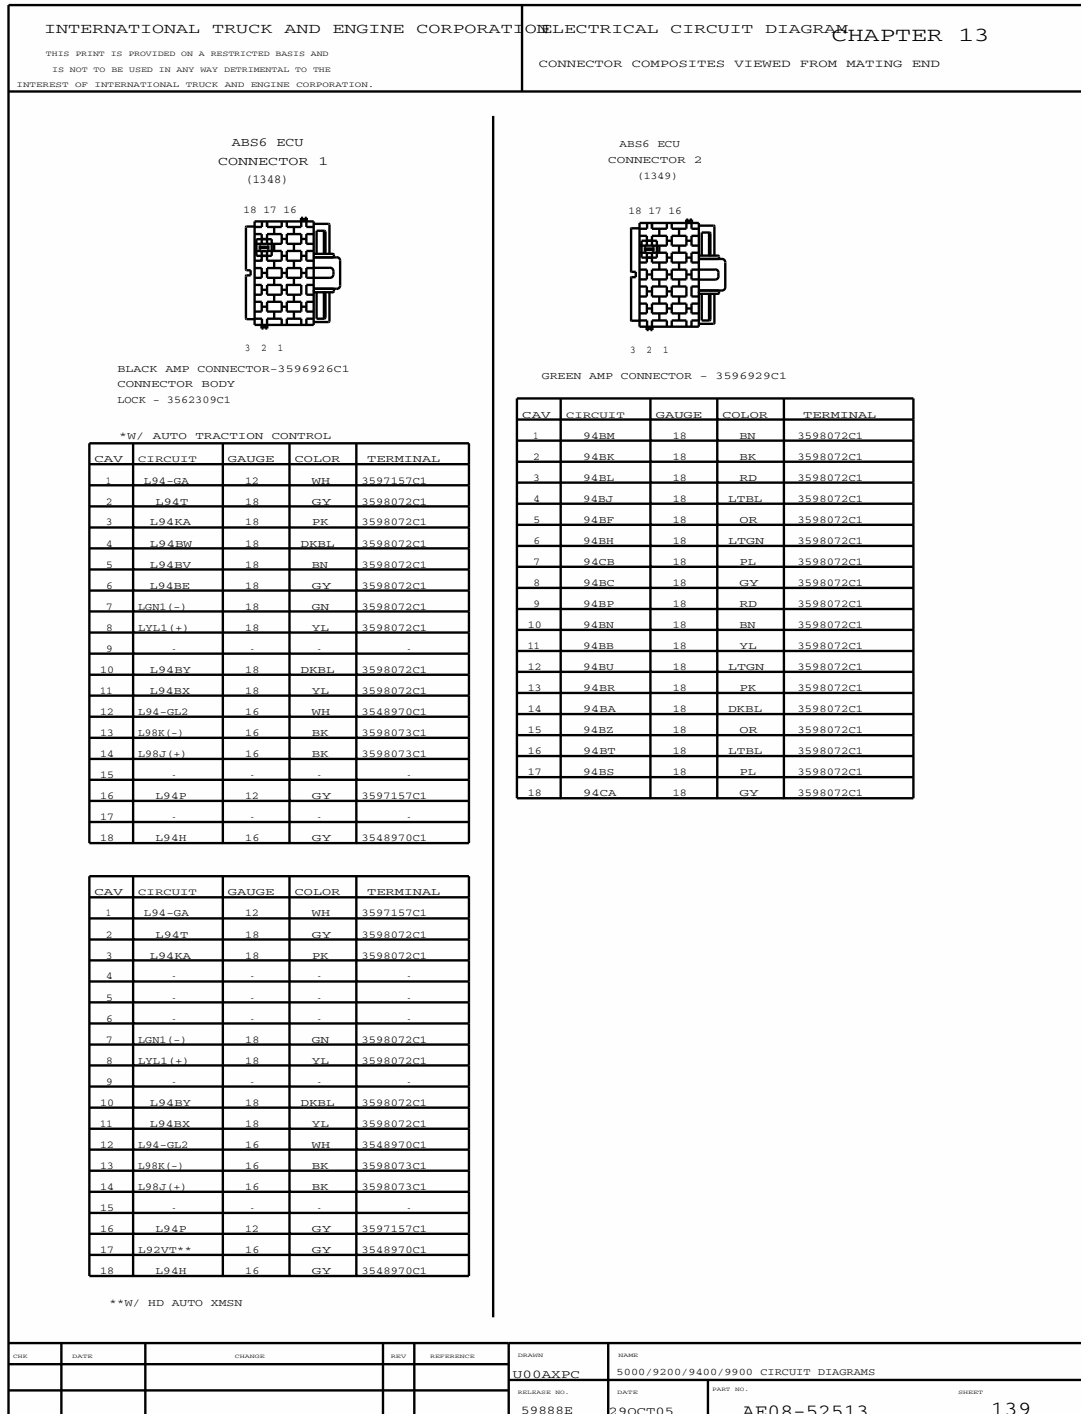 INTERNATIONAL TRUCK AND ENGINE CORPORATION
THIS PRINT IS PROVIDED ON A RESTRICTED BASIS AND
IS NOT TO BE USED IN ANY WAY DETRIMENTAL TO THE
INTEREST OF INTERNATIONAL TRUCK AND ENGINE CORPORATION.
ELECTRICAL CIRCUIT DIAGRAM
CHAPTER 13
CONNECTOR COMPOSITES VIEWED FROM MATING END
ABS6 ECU
CONNECTOR 1
(1348)
18 17 16
3 2 1
BLACK AMP CONNECTOR-3596926C1
CONNECTOR BODY
LOCK - 3562309C1
*W/ AUTO TRACTION CONTROL
CAV CIRCUIT GAUGE COLOR TERMINAL
1 L94-GA 12 WH 3597157C1
2 L94T 18 GY 3598072C1
3 L94KA 18 PK 3598072C1
4 L94BW 18 DKBL 3598072C1
5 L94BV 18 BN 3598072C1
6 L94BE 18 GY 3598072C1
7 LGN1(-) 18 GN 3598072C1
8 LYL1(+) 18 YL 3598072C1
9 - - - -
10 L94BY 18 DKBL 3598072C1
11 L94BX 18 YL 3598072C1
12 L94-GL2 16 WH 3548970C1
13 L98K(-) 16 BK 3598073C1
14 L98J(+) 16 BK 3598073C1
15 - - - -
16 L94P 12 GY 3597157C1
17 - - - -
18 L94H 16 GY 3548970C1
CAV CIRCUIT GAUGE COLOR TERMINAL
1 L94-GA 12 WH 3597157C1
2 L94T 18 GY 3598072C1
3 L94KA 18 PK 3598072C1
4 - - - -
5 - - - -
6 - - - -
7 LGN1(-) 18 GN 3598072C1
8 LYL1(+) 18 YL 3598072C1
9 - - - -
10 L94BY 18 DKBL 3598072C1
11 L94BX 18 YL 3598072C1
12 L94-GL2 16 WH 3548970C1
13 L98K(-) 16 BK 3598073C1
14 L98J(+) 16 BK 3598073C1
15 - - - -
16 L94P 12 GY 3597157C1
17 L92VT** 16 GY 3548970C1
18 L94H 16 GY 3548970C1
**W/ HD AUTO XMSN
ABS6 ECU
CONNECTOR 2
(1349)
18 17 16
3 2 1
GREEN AMP CONNECTOR - 3596929C1
CAV CIRCUIT GAUGE COLOR TERMINAL
1 94BM 18 BN 3598072C1
2 94BK 18 BK 3598072C1
3 94BL 18 RD 3598072C1
4 94BJ 18 LTBL 3598072C1
5 94BF 18 OR 3598072C1
6 94BH 18 LTGN 3598072C1
7 94CB 18 PL 3598072C1
8 94BC 18 GY 3598072C1
9 94BP 18 RD 3598072C1
10 94BN 18 BN 3598072C1
11 94BB 18 YL 3598072C1
12 94BU 18 LTGN 3598072C1
13 94BR 18 PK 3598072C1
14 94BA 18 DKBL 3598072C1
15 94BZ 18 OR 3598072C1
16 94BT 18 LTBL 3598072C1
17 94BS 18 PL 3598072C1
18 94CA 18 GY 3598072C1
CHK DATE CHANGE REV REFERENCE
DRAWN
U00AXPC
NAME
5000/9200/9400/9900 CIRCUIT DIAGRAMS
RELEASE NO.
59888E
DATE
29OCT05
PART NO.
AE08-52513
SHEET
139